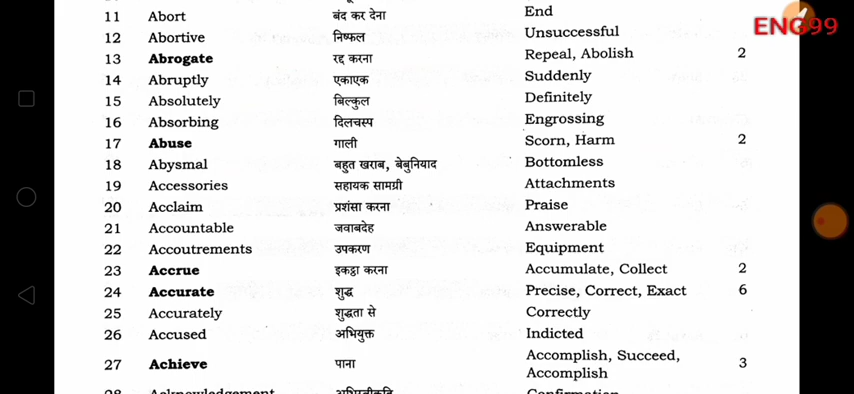 ENG99
11 Abort बंद कर देना End
12 Abortive निष्फल Unsuccessful
13 Abrogate रद्द करना Repeal, Abolish 2
14 Abruptly एकाएक Suddenly
15 Absolutely बिल्कुल Definitely
16 Absorbing दिलचस्प Engrossing
17 Abuse गाली Scorn, Harm 2
18 Abysmal बहुत खराब, बेबुनियाद Bottomless
19 Accessories सहायक सामग्री Attachments
20 Acclaim प्रशंसा करना Praise
21 Accountable जवाबदेह Answerable
22 Accoutrements उपकरण Equipment
23 Accrue इकट्ठा करना Accumulate, Collect 2
24 Accurate शुद्ध Precise, Correct, Exact 6
25 Accurately शुद्धता से Correctly
26 Accused अभियुक्त Indicted
27 Achieve पाना Accomplish, Succeed, Accomplish 3
28 Acknowledgement Confirmation